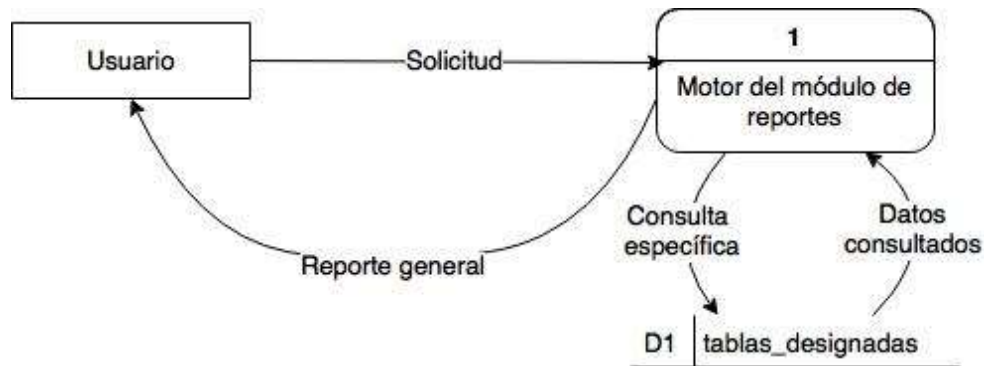 Usuario
Solicitud
1
Motor del módulo de
reportes
Consulta
específica
Datos
consultados
Reporte general
D1
tablas_designadas